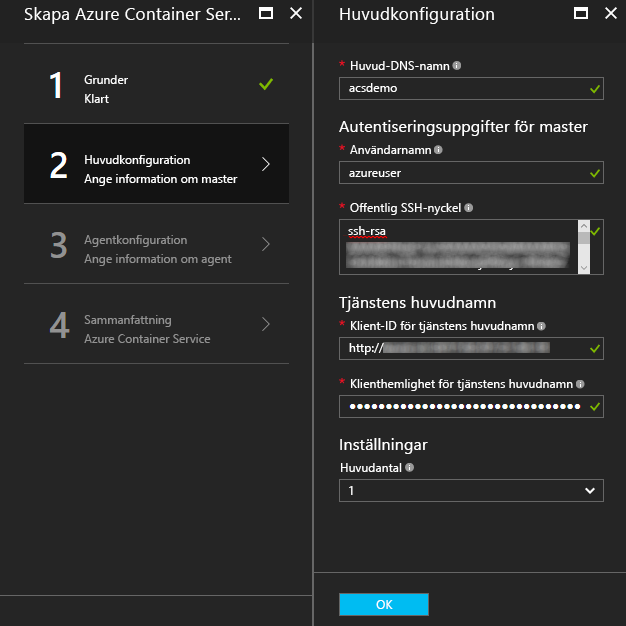 Skapa Azure Container Ser...
1
Grunder
Klart
2
Huvudkonfiguration
Ange information om master
3
Agentkonfiguration
Ange information om agent
4
Sammanfattning
Azure Container Service
Huvudkonfiguration
* Huvud-DNS-namn
acsdemo
Autentiseringsuppgifter för master
* Användarnamn
azureuser
* Offentlig SSH-nyckel
ssh-rsa
Tjänstens huvudnamn
* Klient-ID för tjänstens huvudnamn
http://
* Klienthemlighet för tjänstens huvudnamn
Inställningar
Huvudantal
1
OK